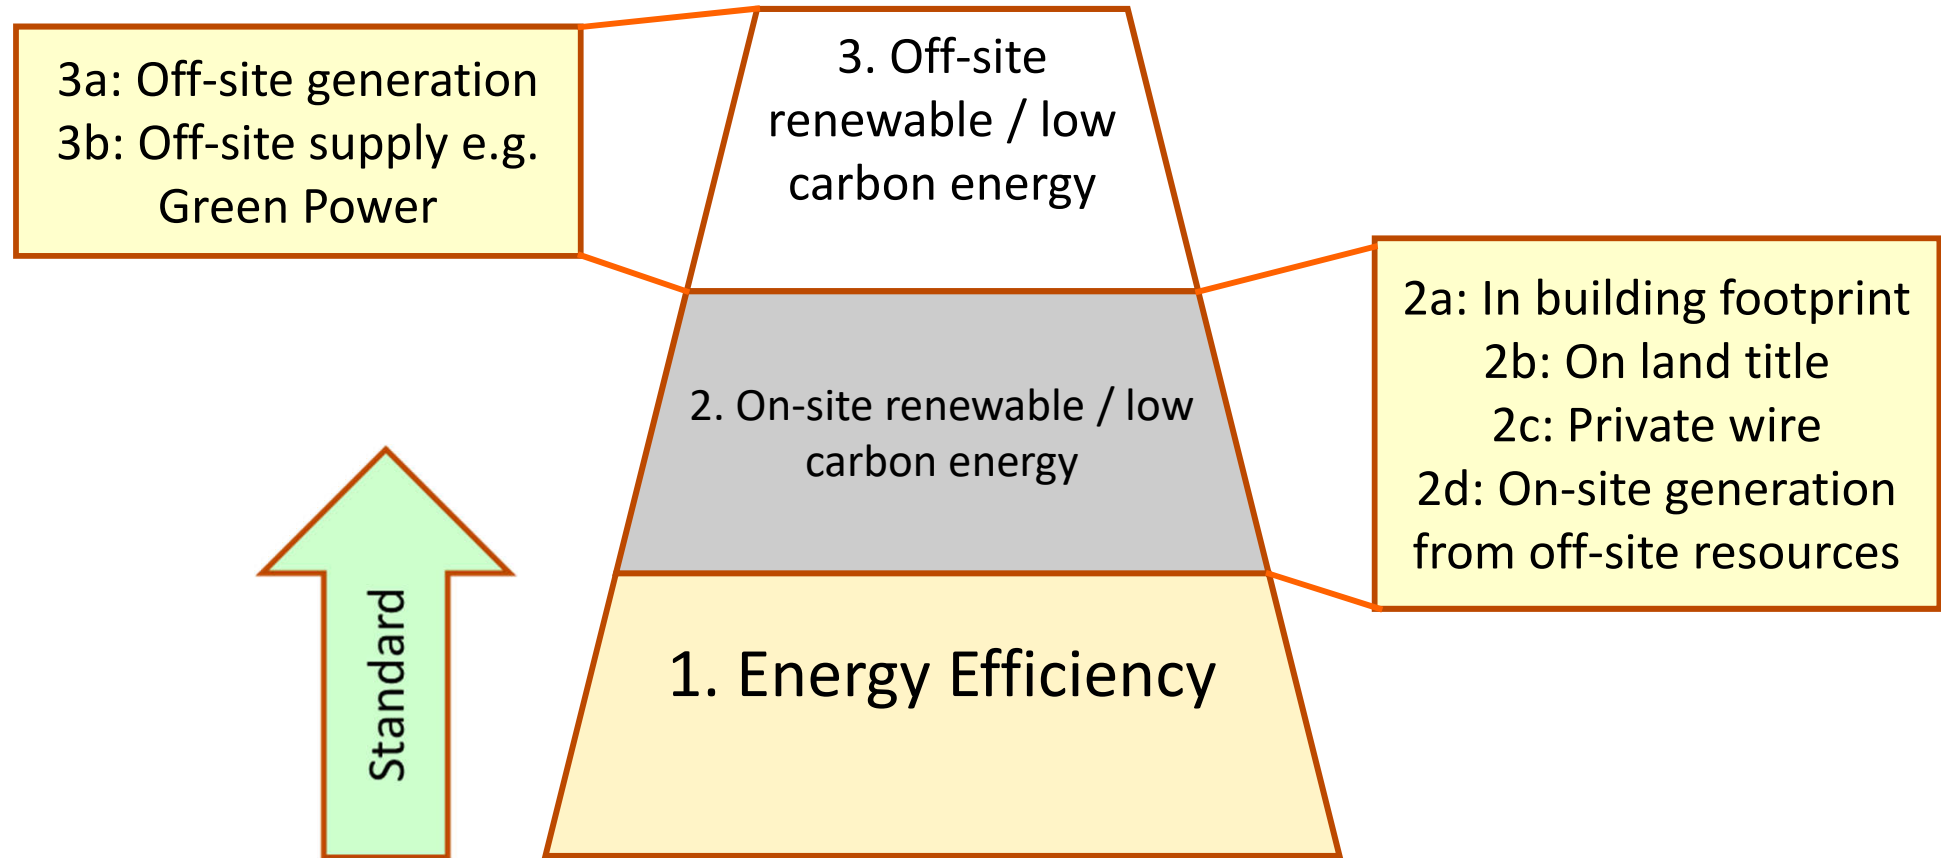 3a: Off-site generation
3b: Off-site supply e.g.
Green Power
3. Off-site
renewable / low
carbon energy
2a: In building footprint
2b: On land title
2c: Private wire
2d: On-site generation
from off-site resources
2. On-site renewable / low
carbon energy
Standard
1. Energy Efficiency